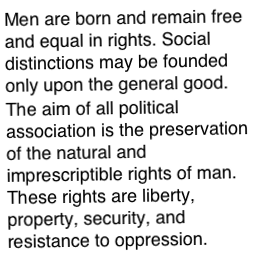 Men are born and remain free
and equal in rights. Social
distinctions may be founded
only upon the general good.
The aim of all political
association is the preservation
of the natural and
imprescriptible rights of man.
These rights are liberty,
property, security, and
resistance to oppression.